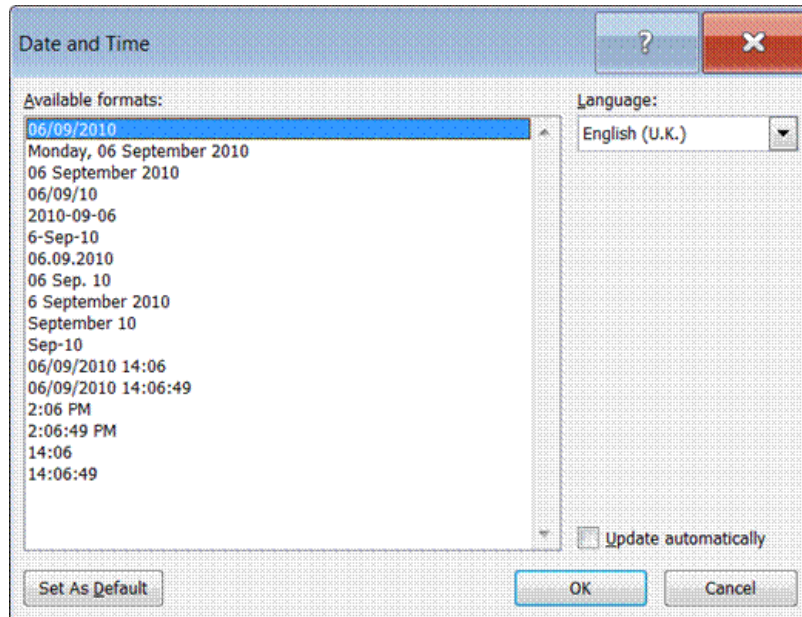 Date and Time
?
Available formats:
Language:
06/09/2010
English (U.K.)
Monday, 06 September 2010
06 September 2010
06/09/10
2010-09-06
6-Sep-10
06.09.2010
06 Sep. 10
6 September 2010
September 10
Sep-10
06/09/2010 14:06
06/09/2010 14:06:49
2:06 PM
2:06:49 PM
14:06
14:06:49
Update automatically
Set As Default
OK
Cancel